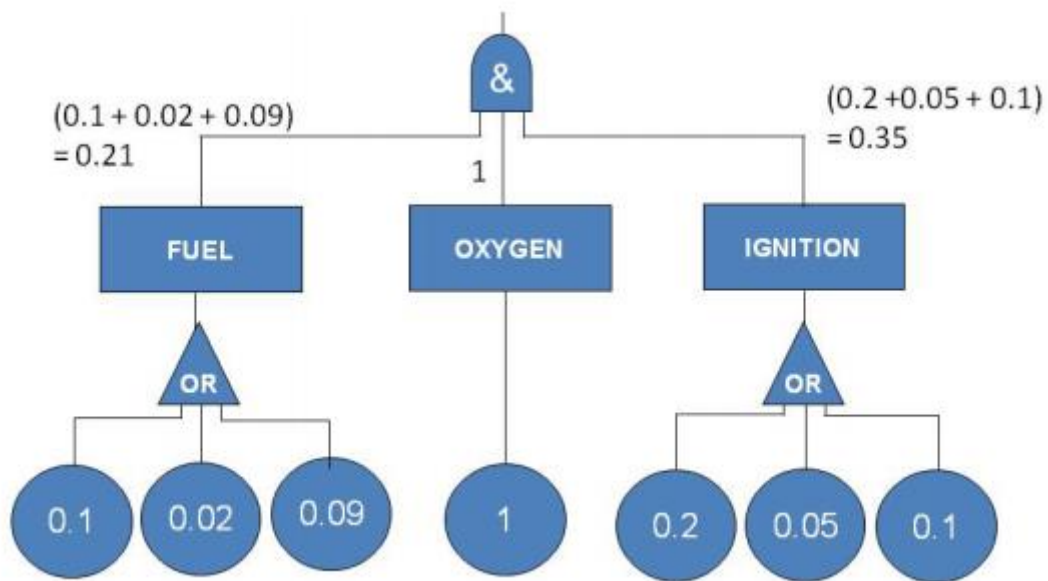 &
(0.1 + 0.02 + 0.09)
= 0.21
(0.2 +0.05 + 0.1)
= 0.35
1
FUEL
OXYGEN
IGNITION
OR
OR
0.1
0.02
0.09
1
0.2
0.05
0.1